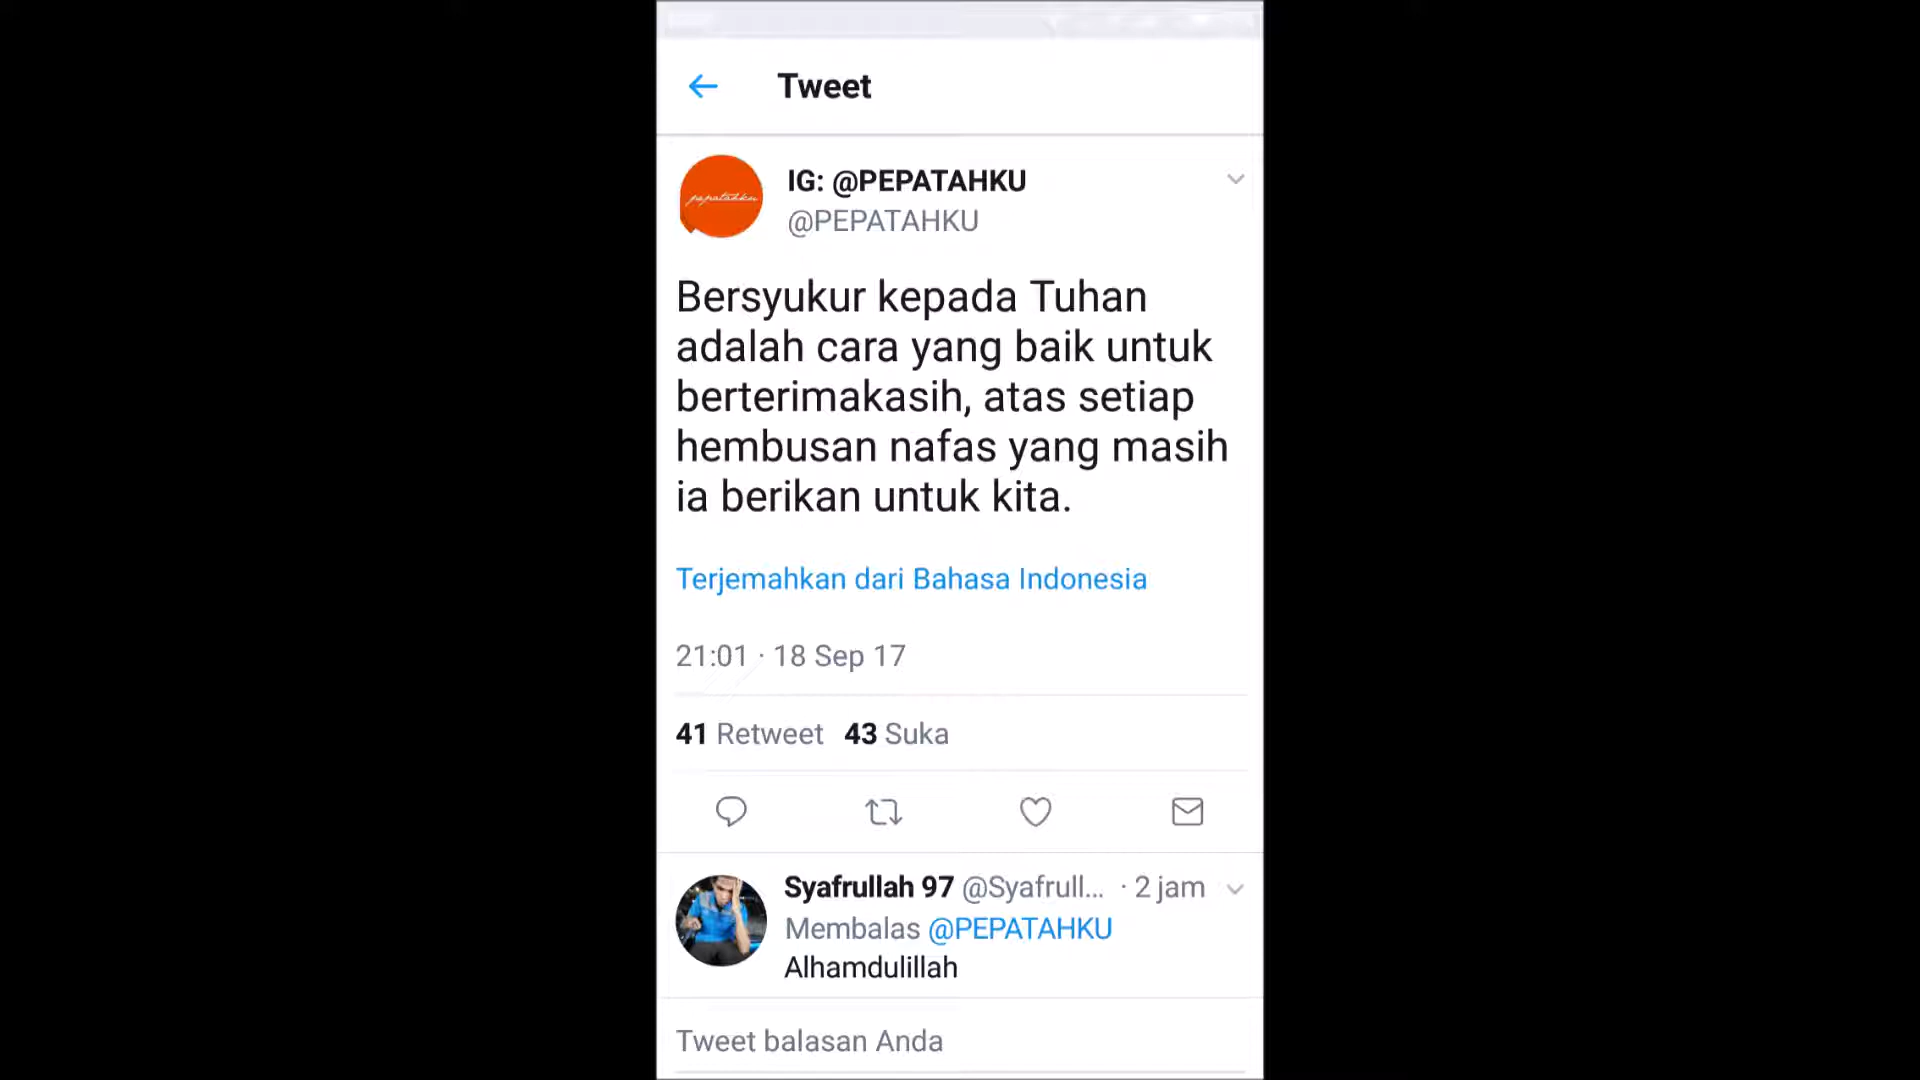 Tweet
pepatahku
IG: @PEPATAHKU
@PEPATAHKU
Bersyukur kepada Tuhan
adalah cara yang baik untuk
berterimakasih, atas setiap
hembusan nafas yang masih
ia berikan untuk kita.
Terjemahkan dari Bahasa Indonesia
21:01 · 18 Sep 17
41 Retweet 43 Suka
Syafrullah 97 @Syafrull... · 2 jam
Membalas @PEPATAHKU
Alhamdulillah
Tweet balasan Anda